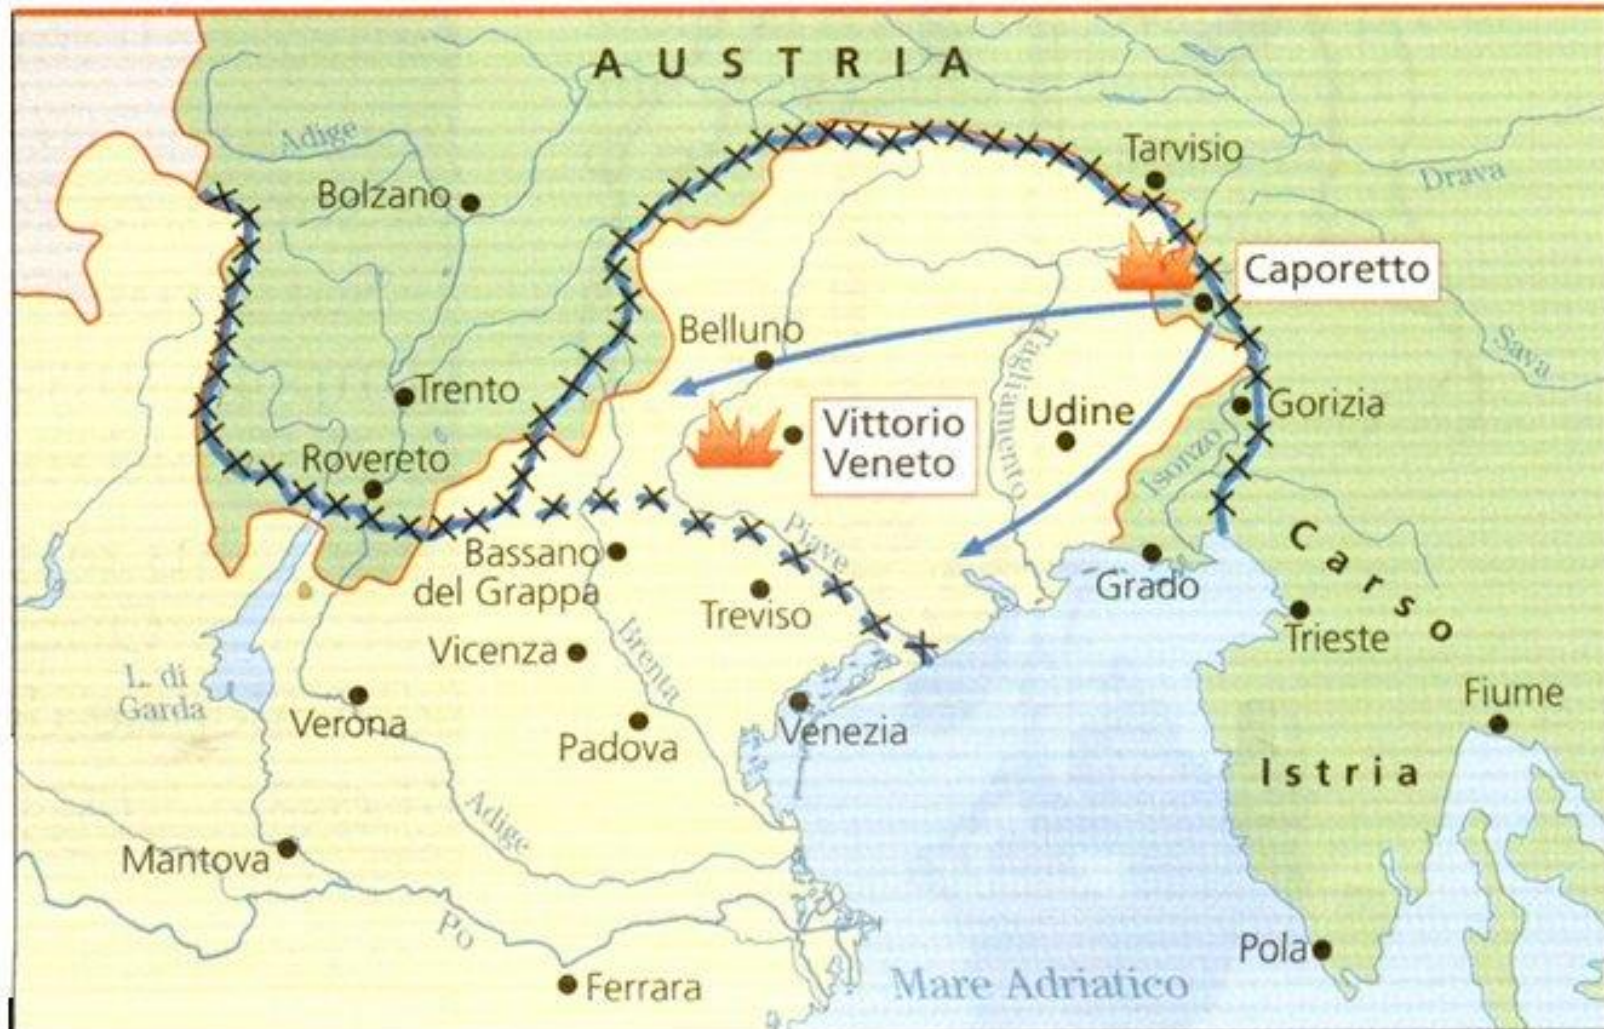 AUSTRIA
Adige
Bolzano
Tarvisio
Drava
Caporetto
Belluno
Tagliamento
Sava
Trento
Vittorio
Veneto
Udine
Gorizia
Isonzo
Rovereto
Piave
Bassano
del Grappa
Treviso
Grado
Carso
Trieste
Vicenza
Brenta
L. di
Garda
Verona
Padova
Venezia
Fiume
Istria
Adige
Mantova
Po
Ferrara
Mare Adriatico
Pola